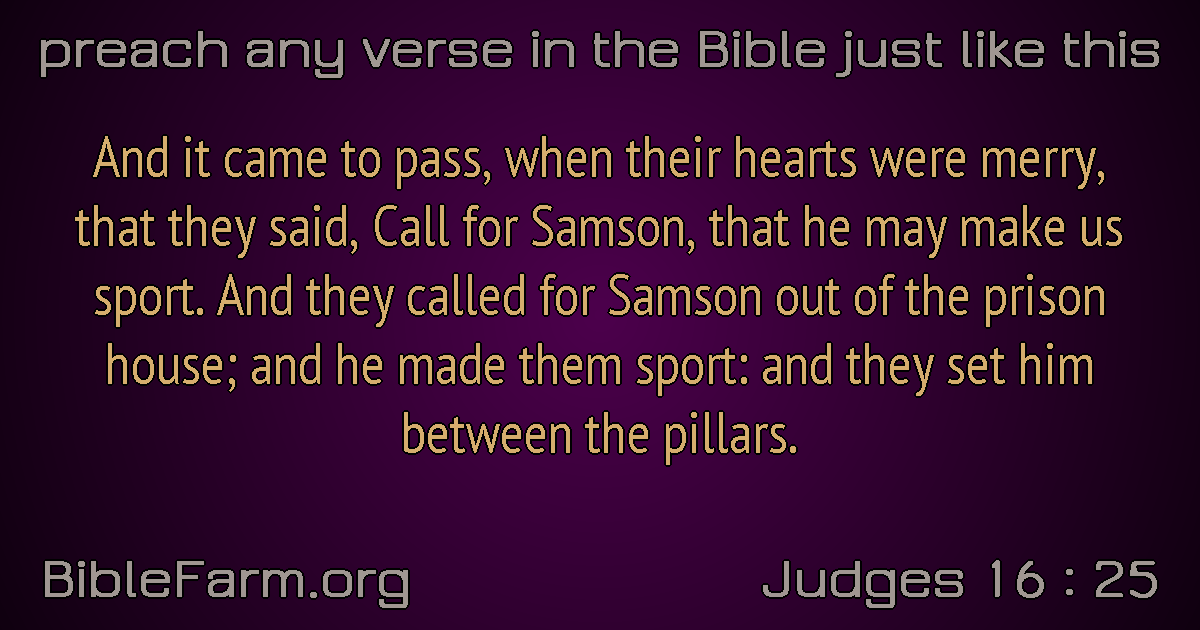 preach any verse in the Bible just like this
And it came to pass, when their hearts were merry,
that they said, Call for Samson, that he may make us
sport. And they called for Samson out of the prison
house; and he made them sport: and they set him
between the pillars.
BibleFarm.org
Judges 16 : 25